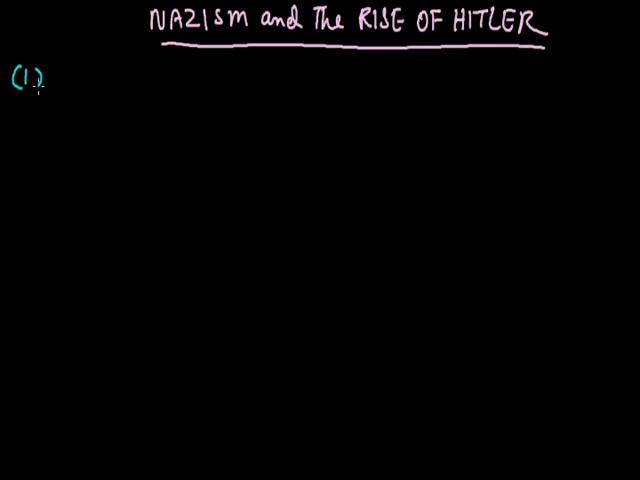 NAZISM and The RISE OF HITLER
(1)